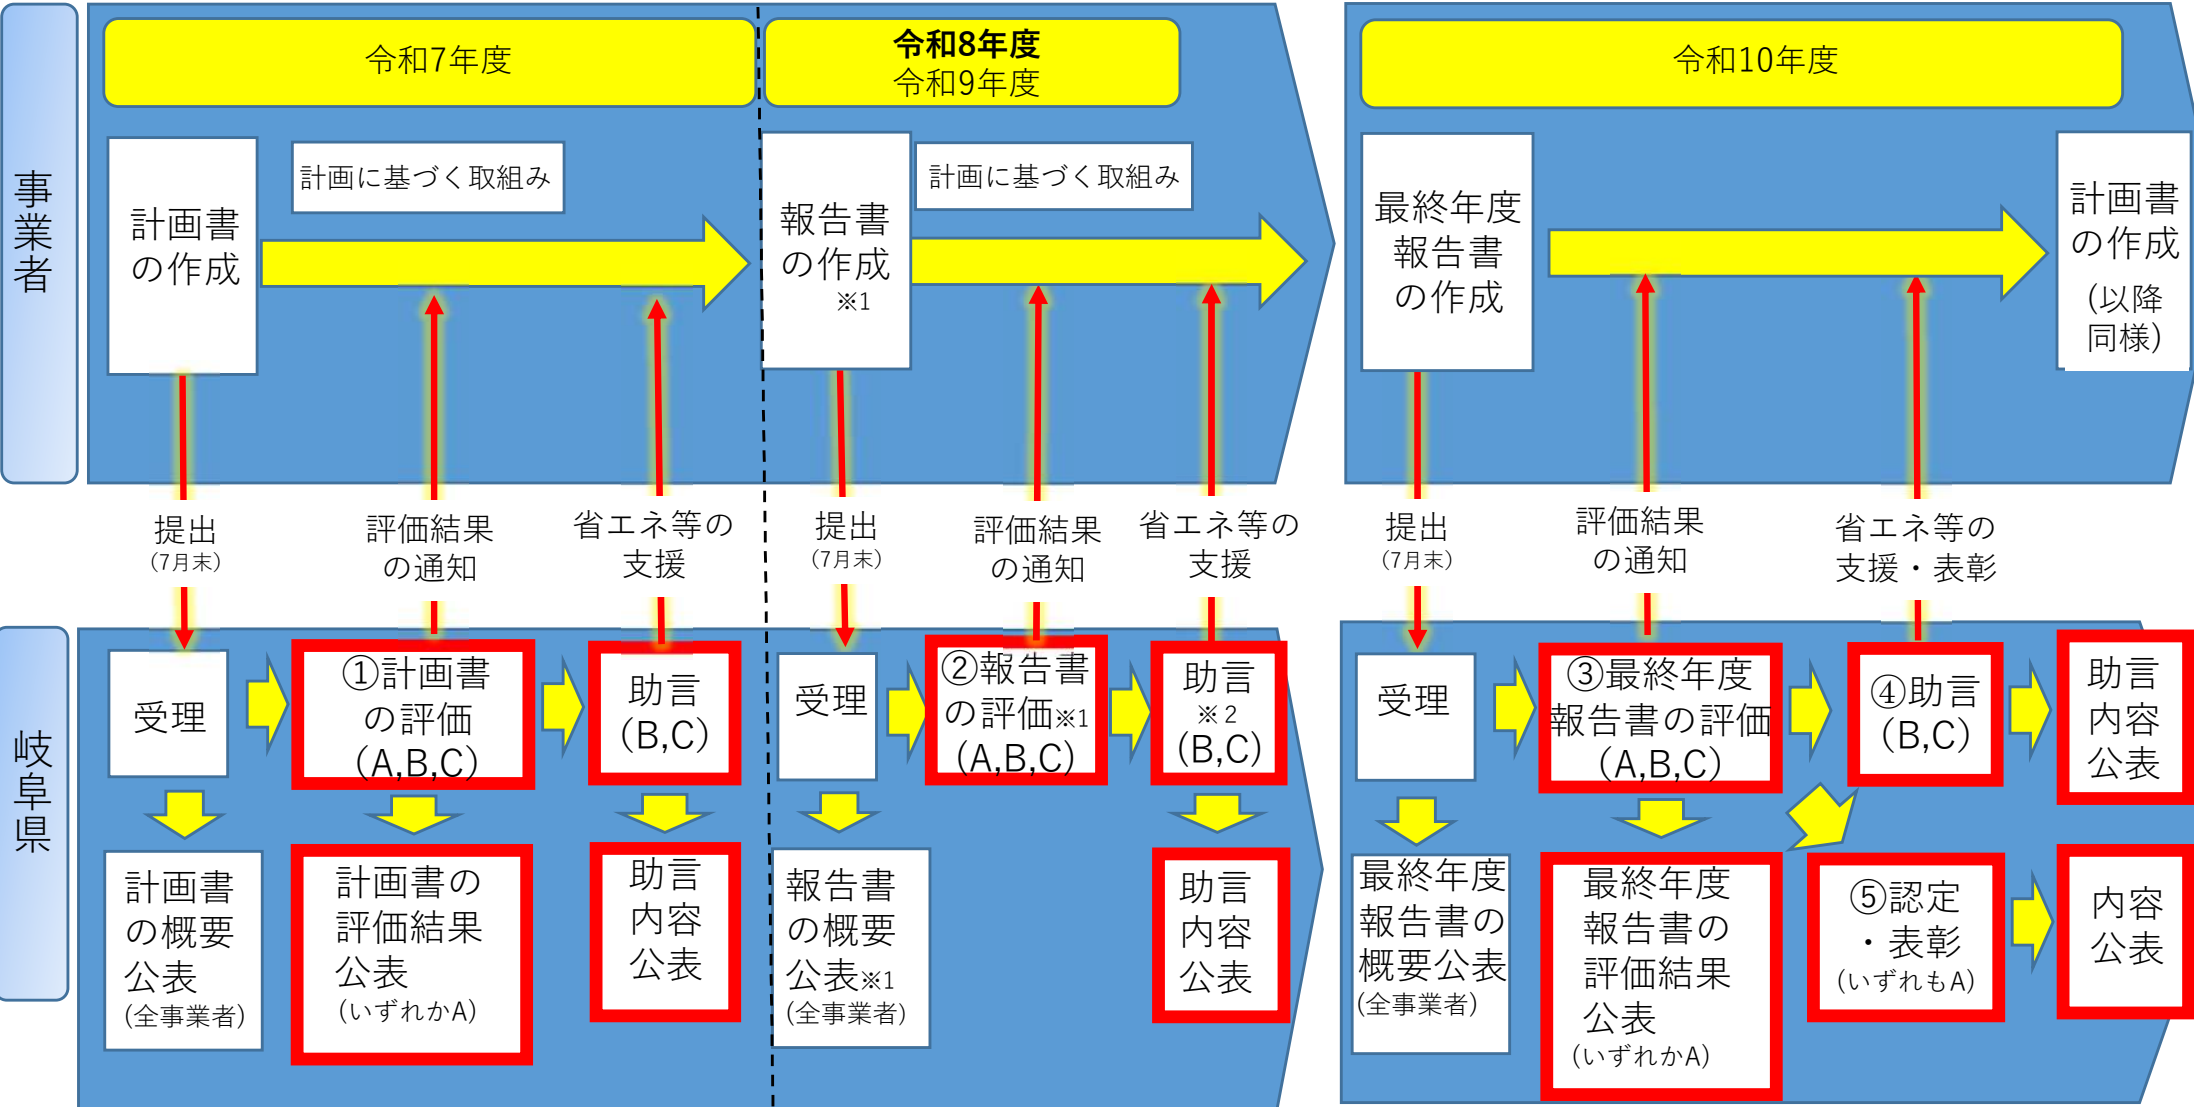 事業者
令和7年度
令和8年度
令和9年度
令和10年度
計画書
の作成
計画に基づく取組み
報告書
の作成
※1
計画に基づく取組み
最終年度
報告書
の作成
計画書
の作成
(以降
同様)
提出
(7月末)
評価結果
の通知
省エネ等の
支援
提出
(7月末)
評価結果
の通知
省エネ等の
支援
提出
(7月末)
評価結果
の通知
省エネ等の
支援・表彰
岐阜県
受理
①計画書
の評価
(A,B,C)
助言
(B,C)
受理
②報告書
の評価※1
(A,B,C)
助言
※2
(B,C)
受理
③最終年度
報告書の評価
(A,B,C)
④助言
(B,C)
助言
内容
公表
計画書
の概要
公表
(全事業者)
計画書の
評価結果
公表
(いずれかA)
助言
内容
公表
報告書
の概要
公表※1
(全事業者)
助言
内容
公表
最終年度
報告書の
概要公表
(全事業者)
最終年度
報告書の
評価結果
公表
(いずれかA)
⑤認定
・表彰
(いずれもA)
内容
公表